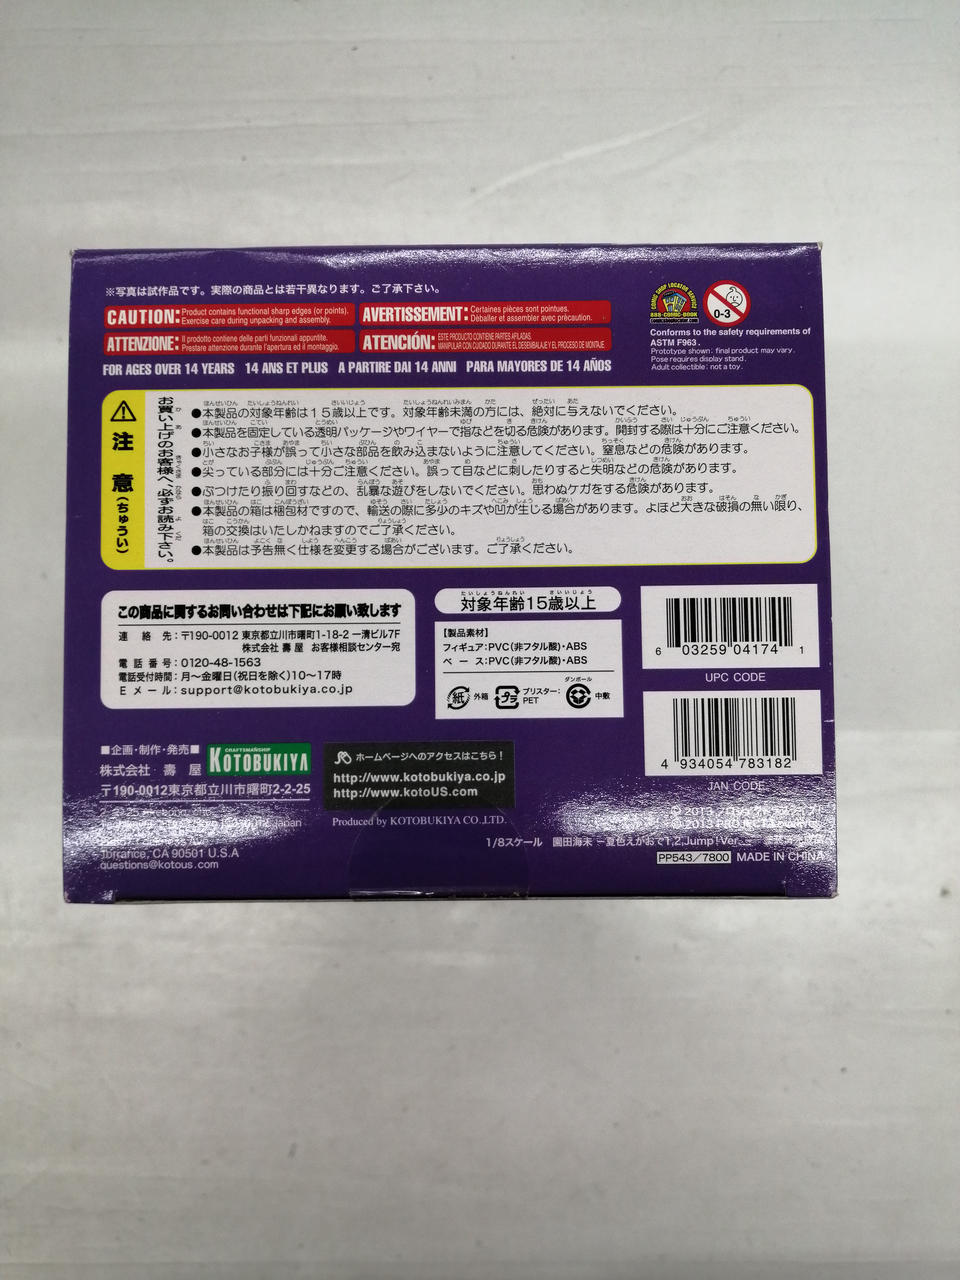 ※写真は試作品です。実際の商品とは若干異なります。ご了承下さい。
CAUTION: Product contains functional sharp edges (or points).
Exercise care during unpacking and assembly.
AVERTISSEMENT: Certaines pièces sont pointues.
Déballer et assembler avec précaution.
ATTENZIONE: Il prodotto contiene delle parti funzionali appuntite.
Prestare attenzione durante l'apertura ed il montaggio.
ATENCIÓN: ESTE PRODUCTO CONTIENE PARTES AFILADAS.
MANIPULAR CON CUIDADO DURANTE EL DESEMBALAJE Y EL PROCESO DE MONTAJE.
FOR AGES OVER 14 YEARS 14 ANS ET PLUS A PARTIRE DAI 14 ANNI PARA MAYORES DE 14 AÑOS
COMIC SHOP LOCATOR SERVICE
888-COMIC-BOOK
0-3
Conforms to the safety requirements of
ASTM F963.
Prototype shown: final product may vary.
Pose requires display stand.
Adult collectible: not a toy.
注意(ちゅうい)
お買い上げのお客様へ 必ずお読み下さい。
●本製品の対象年齢は15歳以上です。対象年齢未満の方には、絶対に与えないでください。
●本製品を固定している透明パッケージやワイヤーで指などを切る危険があります。開封する際は十分にご注意ください。
●小さなお子様が誤って小さな部品を飲み込まないように注意してください。窒息などの危険があります。
●尖っている部分には十分ご注意ください。誤って目などに刺したりすると失明などの危険があります。
●ぶつけたり振り回すなどの、乱暴な遊びをしないでください。思わぬケガをする危険があります。
●本製品の箱は梱包材ですので、輸送の際に多少のキズや凹が生じる場合があります。よほど大きな破損の無い限り、
箱の交換はいたしかねますのでご了承ください。
●本製品は予告無く仕様を変更する場合がございます。ご了承ください。
この商品に関するお問い合わせは下記にお願い致します
連絡先:〒190-0012 東京都立川市曙町1-18-2 一清ビル7F
株式会社 壽屋 お客様相談センター宛
電話番号:0120-48-1563
電話受付時間:月〜金曜日(祝日を除く)10〜17時
Eメール:support@kotobukiya.co.jp
対象年齢15歳以上
【製品素材】
フィギュア:PVC(非フタル酸)・ABS
ベース:PVC(非フタル酸)・ABS
紙 外箱
プラ ブリスター:
PET
ダンボール
中敷
6 03259 04174 1
UPC CODE
4 934054 783182
JAN CODE
■企画・制作・発売■
株式会社 壽屋
〒190-0012東京都立川市曙町2-2-25
CRAFTSMANSHIP
KOTOBUKIYA
ホームページへのアクセスはこちら!
http://www.kotobukiya.co.jp
http://www.kotoUS.com
Produced by KOTOBUKIYA CO.,LTD.
Torrance, CA 90501 U.S.A
questions@kotous.com
1/8スケール 園田海未 −夏色えがおで1,2,Jump!Ver.−
PP543/7800 MADE IN CHINA